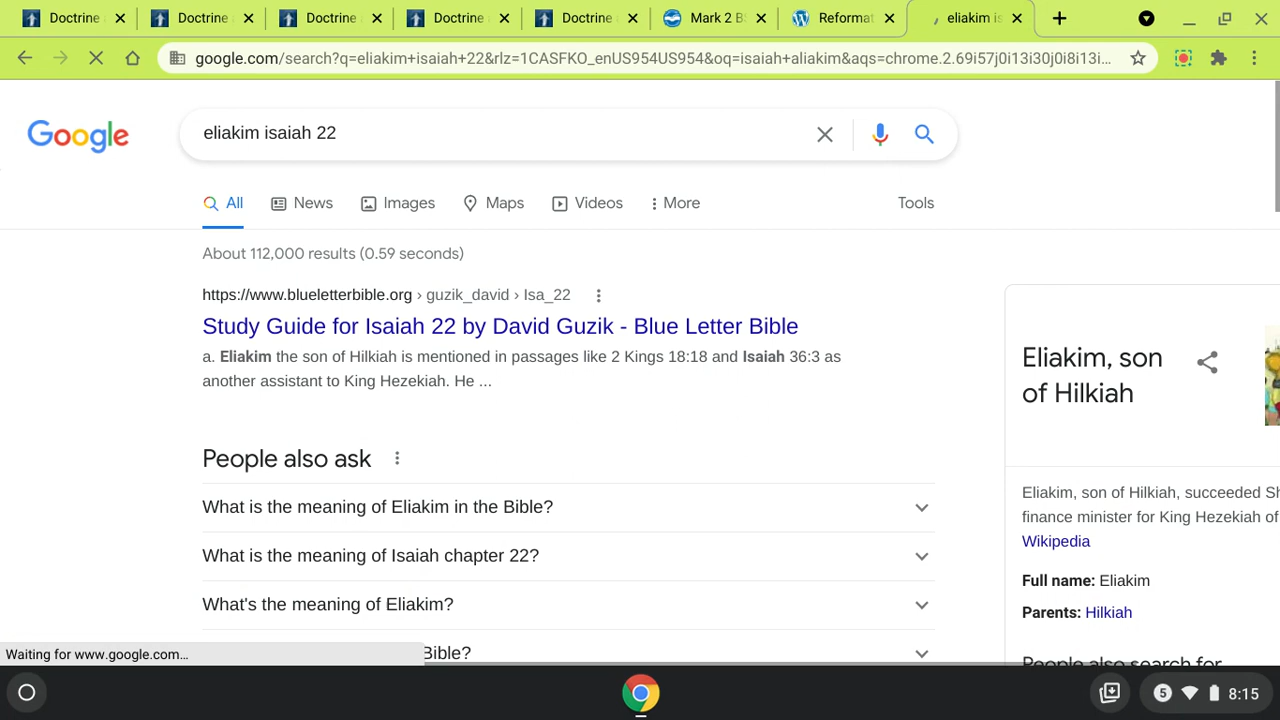 Doctrine
Doctrine
Doctrine
Doctrine
Doctrine
Mark 2 BS
Reformat
eliakim is
google.com/search?q=eliakim+isaiah+22&rlz=1CASFKO_enUS954US954&oq=isaiah+aliakim&aqs=chrome.2.69i57j0i13i30j0i8i13i...
Google
eliakim isaiah 22
All
News
Images
Maps
Videos
More
Tools
About 112,000 results (0.59 seconds)
https://www.blueletterbible.org › guzik_david › Isa_22
Study Guide for Isaiah 22 by David Guzik - Blue Letter Bible
a. Eliakim the son of Hilkiah is mentioned in passages like 2 Kings 18:18 and Isaiah 36:3 as
another assistant to King Hezekiah. He ...
People also ask
What is the meaning of Eliakim in the Bible?
What is the meaning of Isaiah chapter 22?
What's the meaning of Eliakim?
Bible?
Eliakim, son
of Hilkiah
Eliakim, son of Hilkiah, succeeded Sh
finance minister for King Hezekiah of
Wikipedia
Full name: Eliakim
Parents: Hilkiah
People also search for
Waiting for www.google.com...
5
8:15